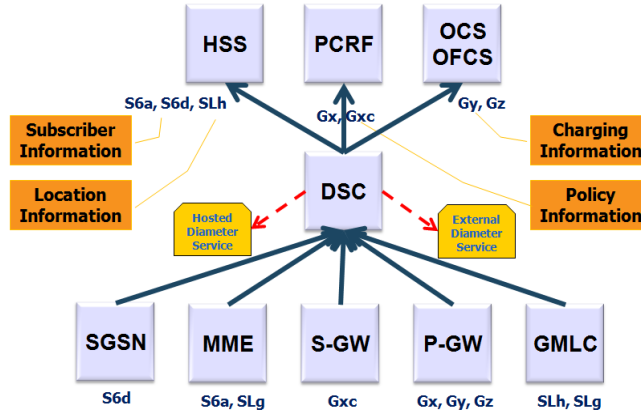 HSS
PCRF
OCS
OFCS
S6a, S6d, SLh
Gx, Gxc
Gy, Gz
Subscriber
Information
Charging
Information
Location
Information
Policy
Information
DSC
Hosted
Diameter
Service
External
Diameter
Service
SGSN
MME
S-GW
P-GW
GMLC
S6d
S6a, SLg
Gxc
Gx, Gy, Gz
SLh, SLg